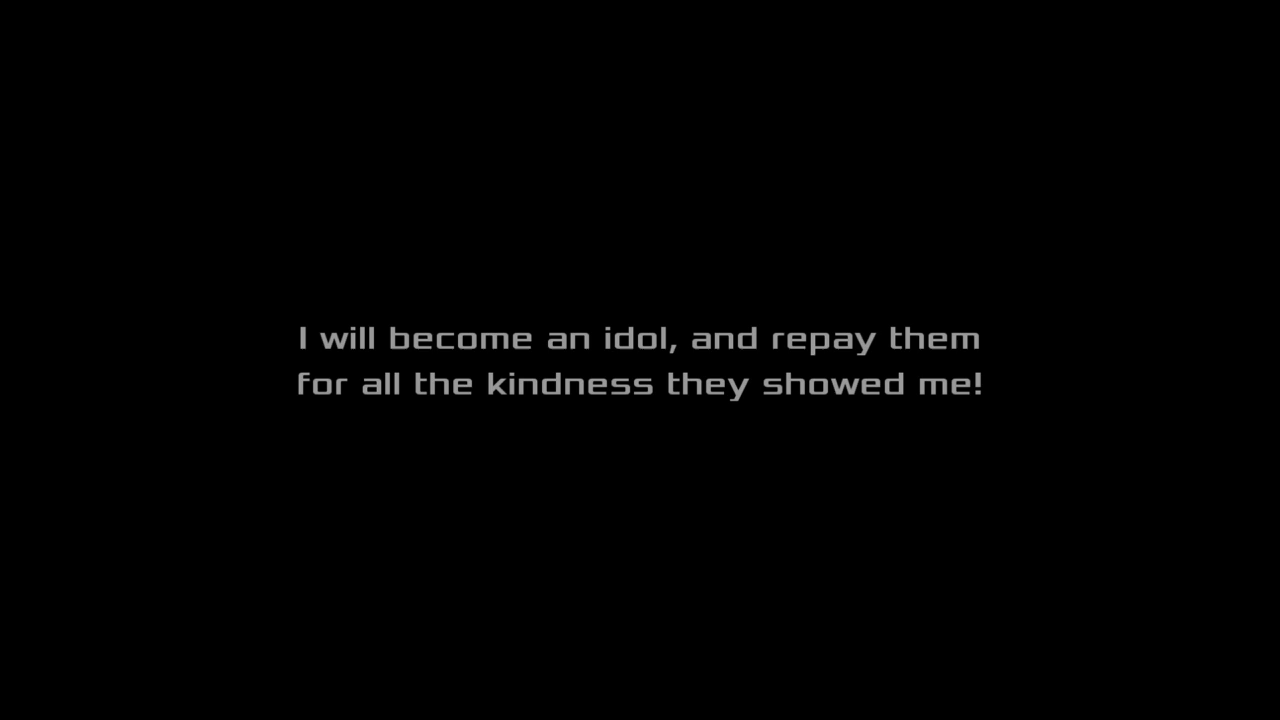 I will become an idol, and repay them
for all the kindness they showed me!